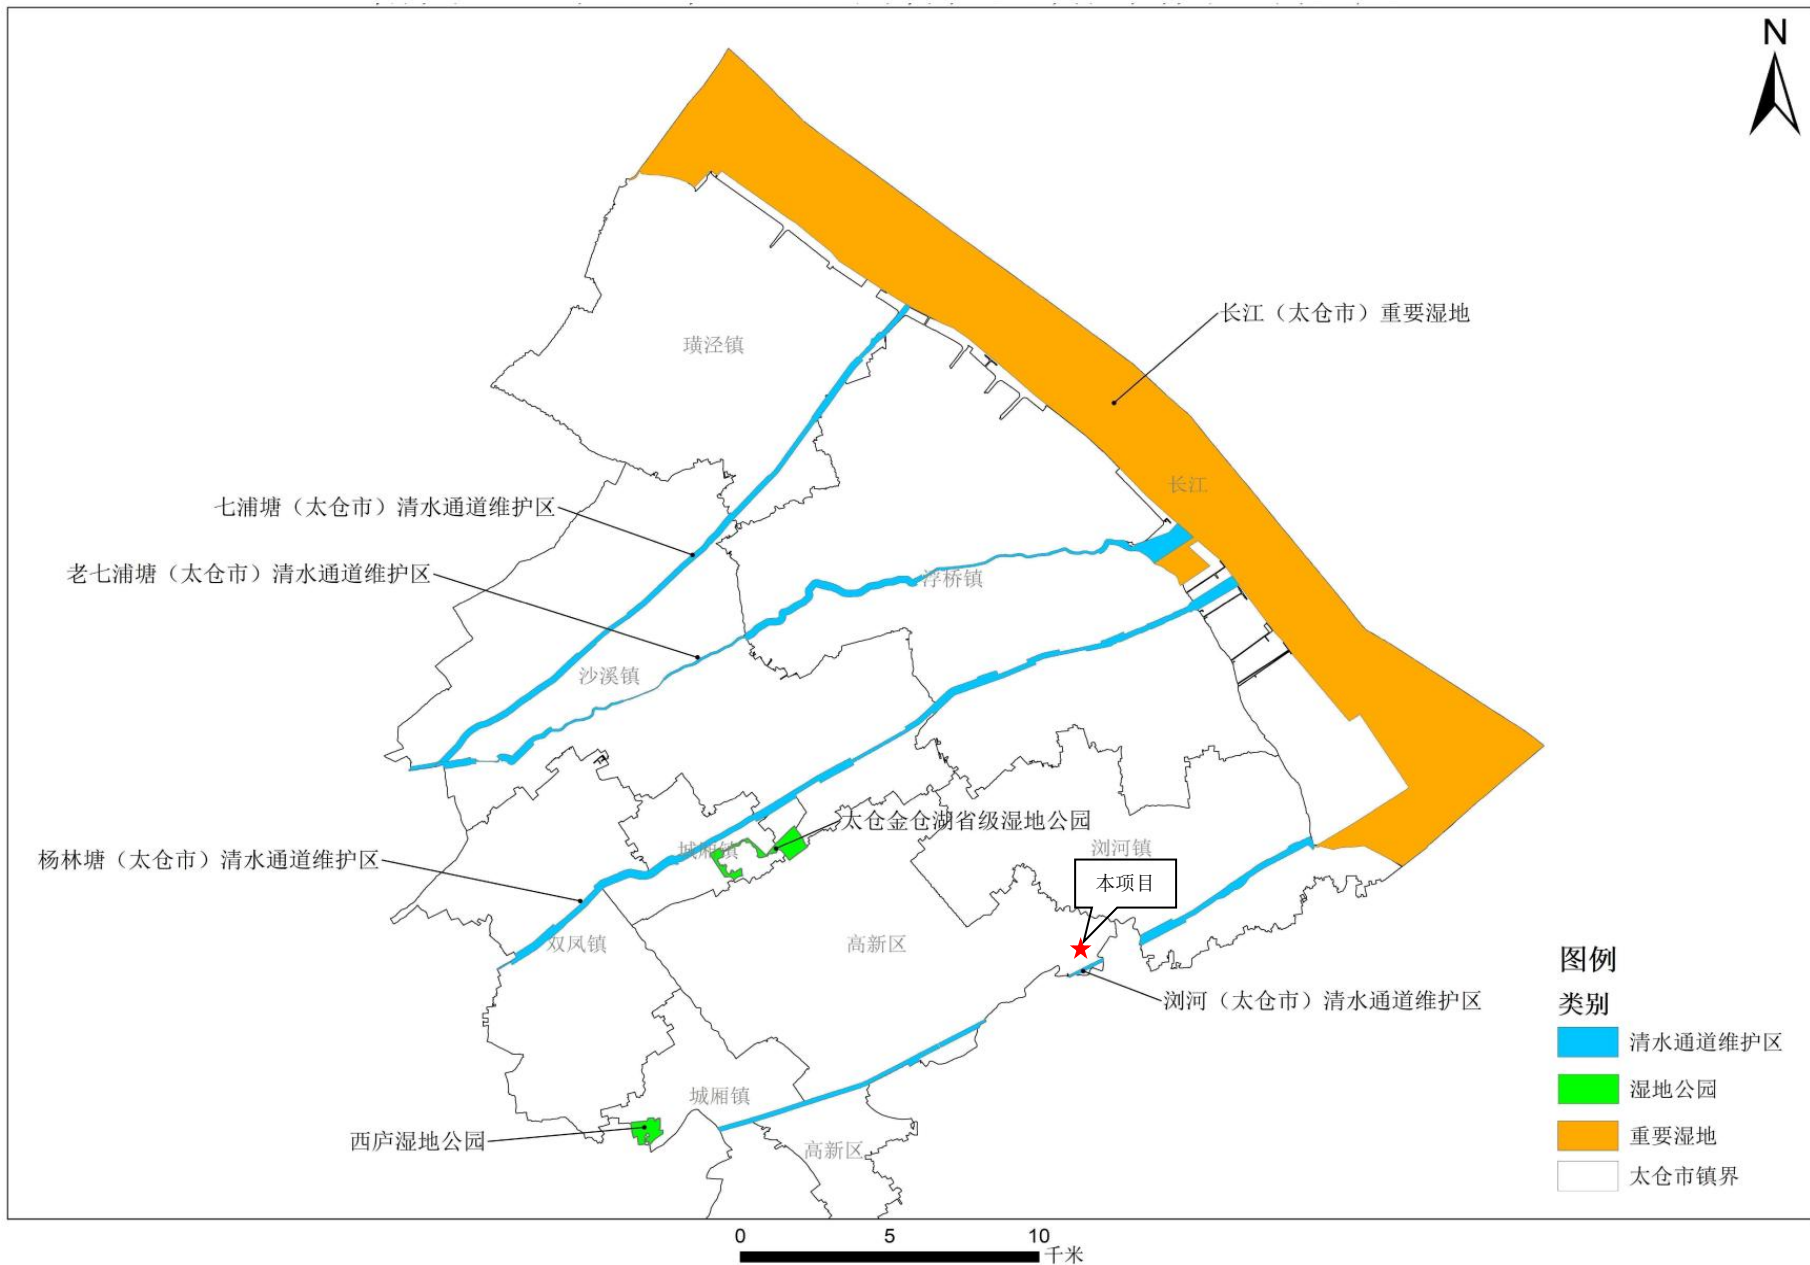 N
长江（太仓市）重要湿地
璜泾镇
长江
七浦塘（太仓市）清水通道维护区
老七浦塘（太仓市）清水通道维护区
浮桥镇
沙溪镇
太仓金仓湖省级湿地公园
城厢镇
浏河镇
杨林塘（太仓市）清水通道维护区
本项目
双凤镇
高新区
浏河（太仓市）清水通道维护区
城厢镇
西庐湿地公园
高新区
图例
类别
清水通道维护区
湿地公园
重要湿地
太仓市镇界
0 5 10
千米